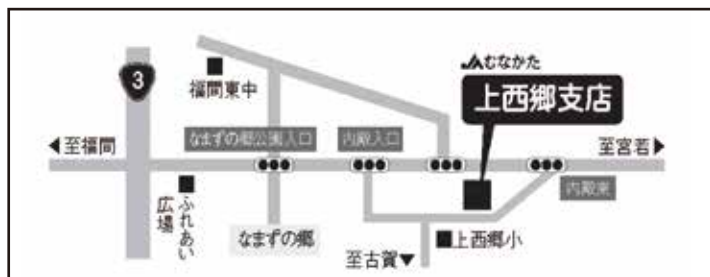 3
福間東中
JAむなかた
上西郷支店
なまずの郷公園入口
内殿入口
◀至福間
至宮若▶
ふれあい
広場
内殿東
なまずの郷
上西郷小
至古賀▼